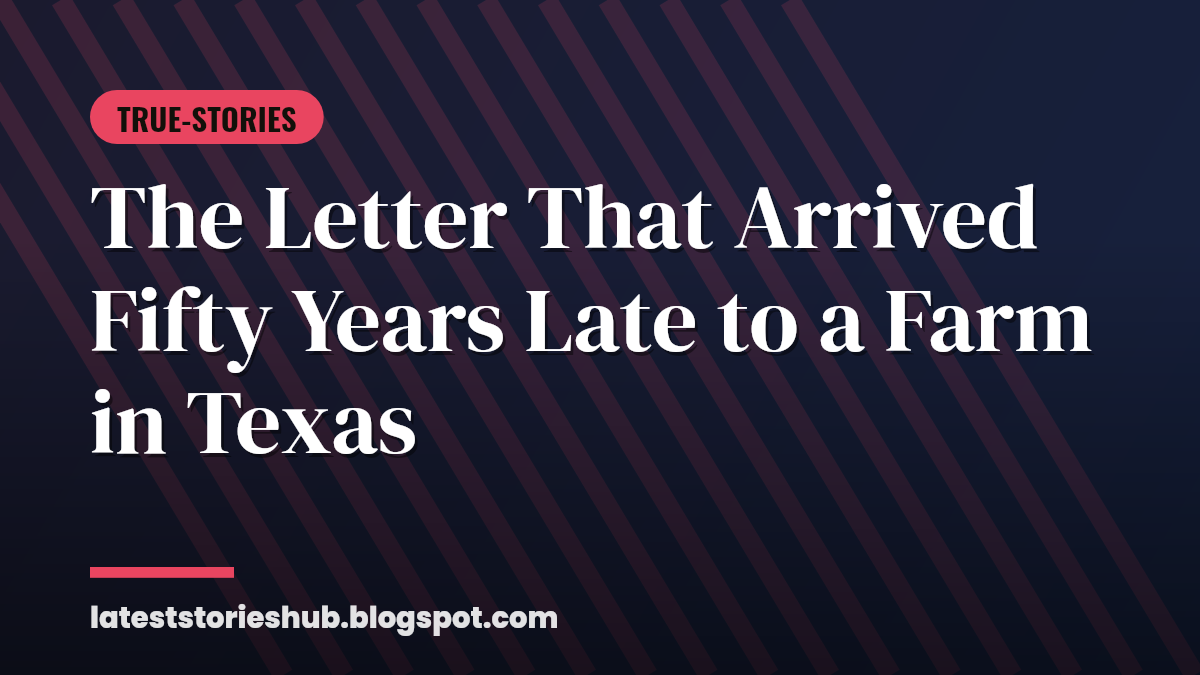 TRUE-STORIES
The Letter That Arrived
Fifty Years Late to a Farm
in Texas
lateststorieshub.blogspot.com